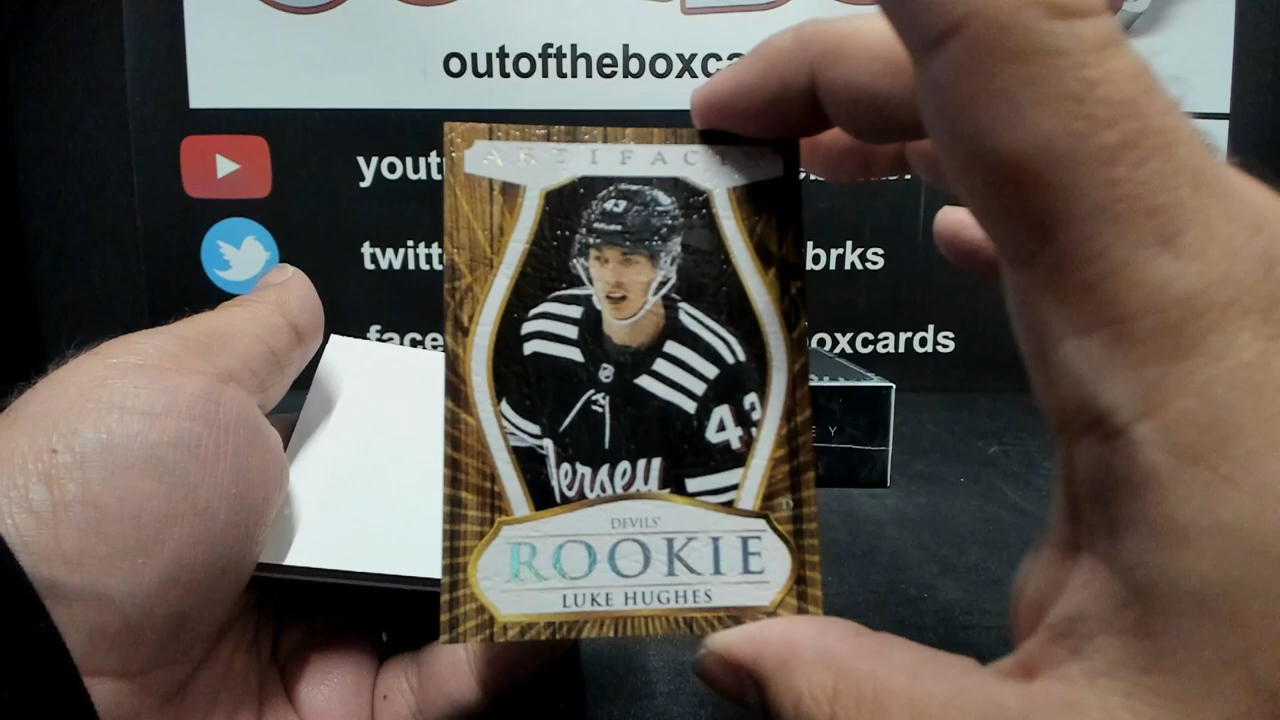 outoftheboxca
yout
twitt
brks
face
oxcards
ARTIFACTS
43
43
Jersey
DEVILS'
ROOKIE
LUKE HUGHES
E Y